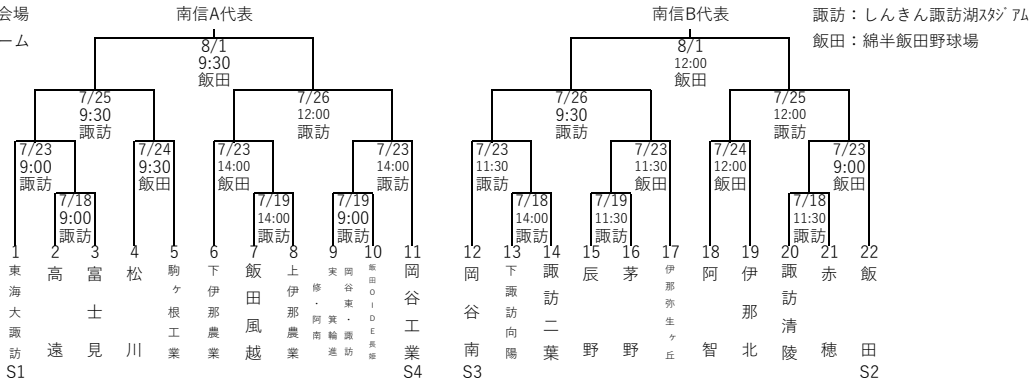 会場 南信A代表 南信B代表 諏訪：しんきん諏訪湖ｽﾀｼﾞｱﾑ
ーム 飯田：綿半飯田野球場
8/1
9:30
飯田
8/1
12:00
飯田
7/25
9:30
諏訪
7/26
12:00
諏訪
7/26
9:30
諏訪
7/25
12:00
諏訪
7/23
9:00
諏訪
7/24
9:30
飯田
7/23
14:00
飯田
7/23
14:00
諏訪
7/23
11:30
諏訪
7/23
11:30
飯田
7/24
12:00
飯田
7/23
9:00
飯田
7/18
9:00
諏訪
7/19
14:00
諏訪
7/19
9:00
諏訪
7/18
14:00
諏訪
7/19
11:30
諏訪
7/18
11:30
諏訪
1 2 3 4 5 6 7 8 9 10 11 12 13 14 15 16 17 18 19 20 21 22
東海大諏訪
高遠
富士見
松川
駒ヶ根工業
下伊那農業
飯田風越
上伊那農業
岡谷東・諏訪
実・箕輪進
修・阿南
飯田OIDE長姫
岡谷工業
岡谷南
下諏訪向陽
諏訪二葉
辰野
茅野
伊那弥生ヶ丘
阿智
伊那北
諏訪清陵
赤穂
飯田
S1 S4 S3 S2